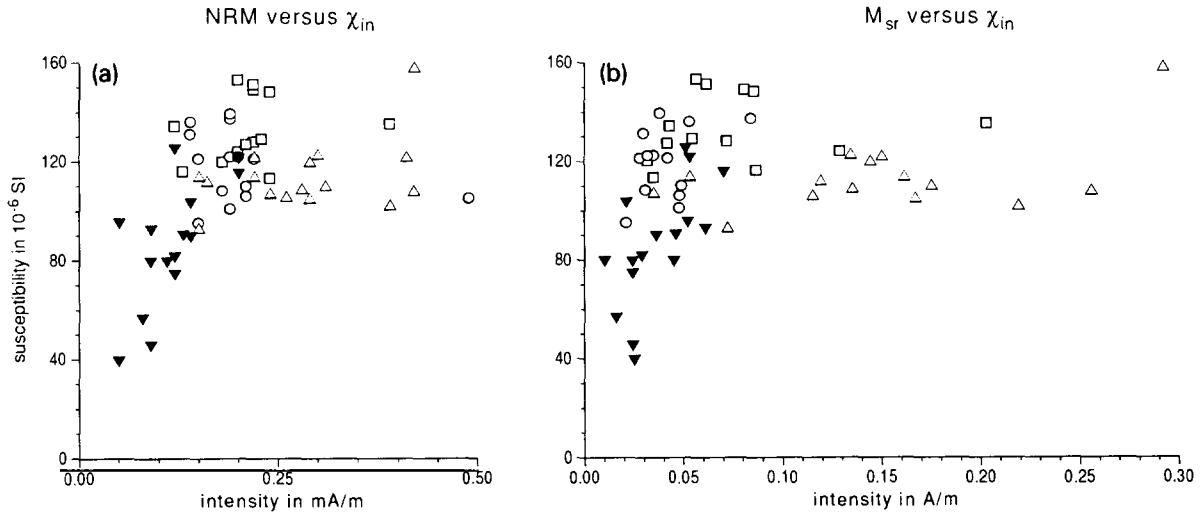 NRM versus χin
Msr versus χin
(a)
(b)
susceptibility in 10-6 SI
160
120
80
40
0
0.00
0.50
intensity in mA/m
160
120
80
40
0
0.00
0.05
0.10
0.15
0.20
0.25
0.30
intensity in A/m